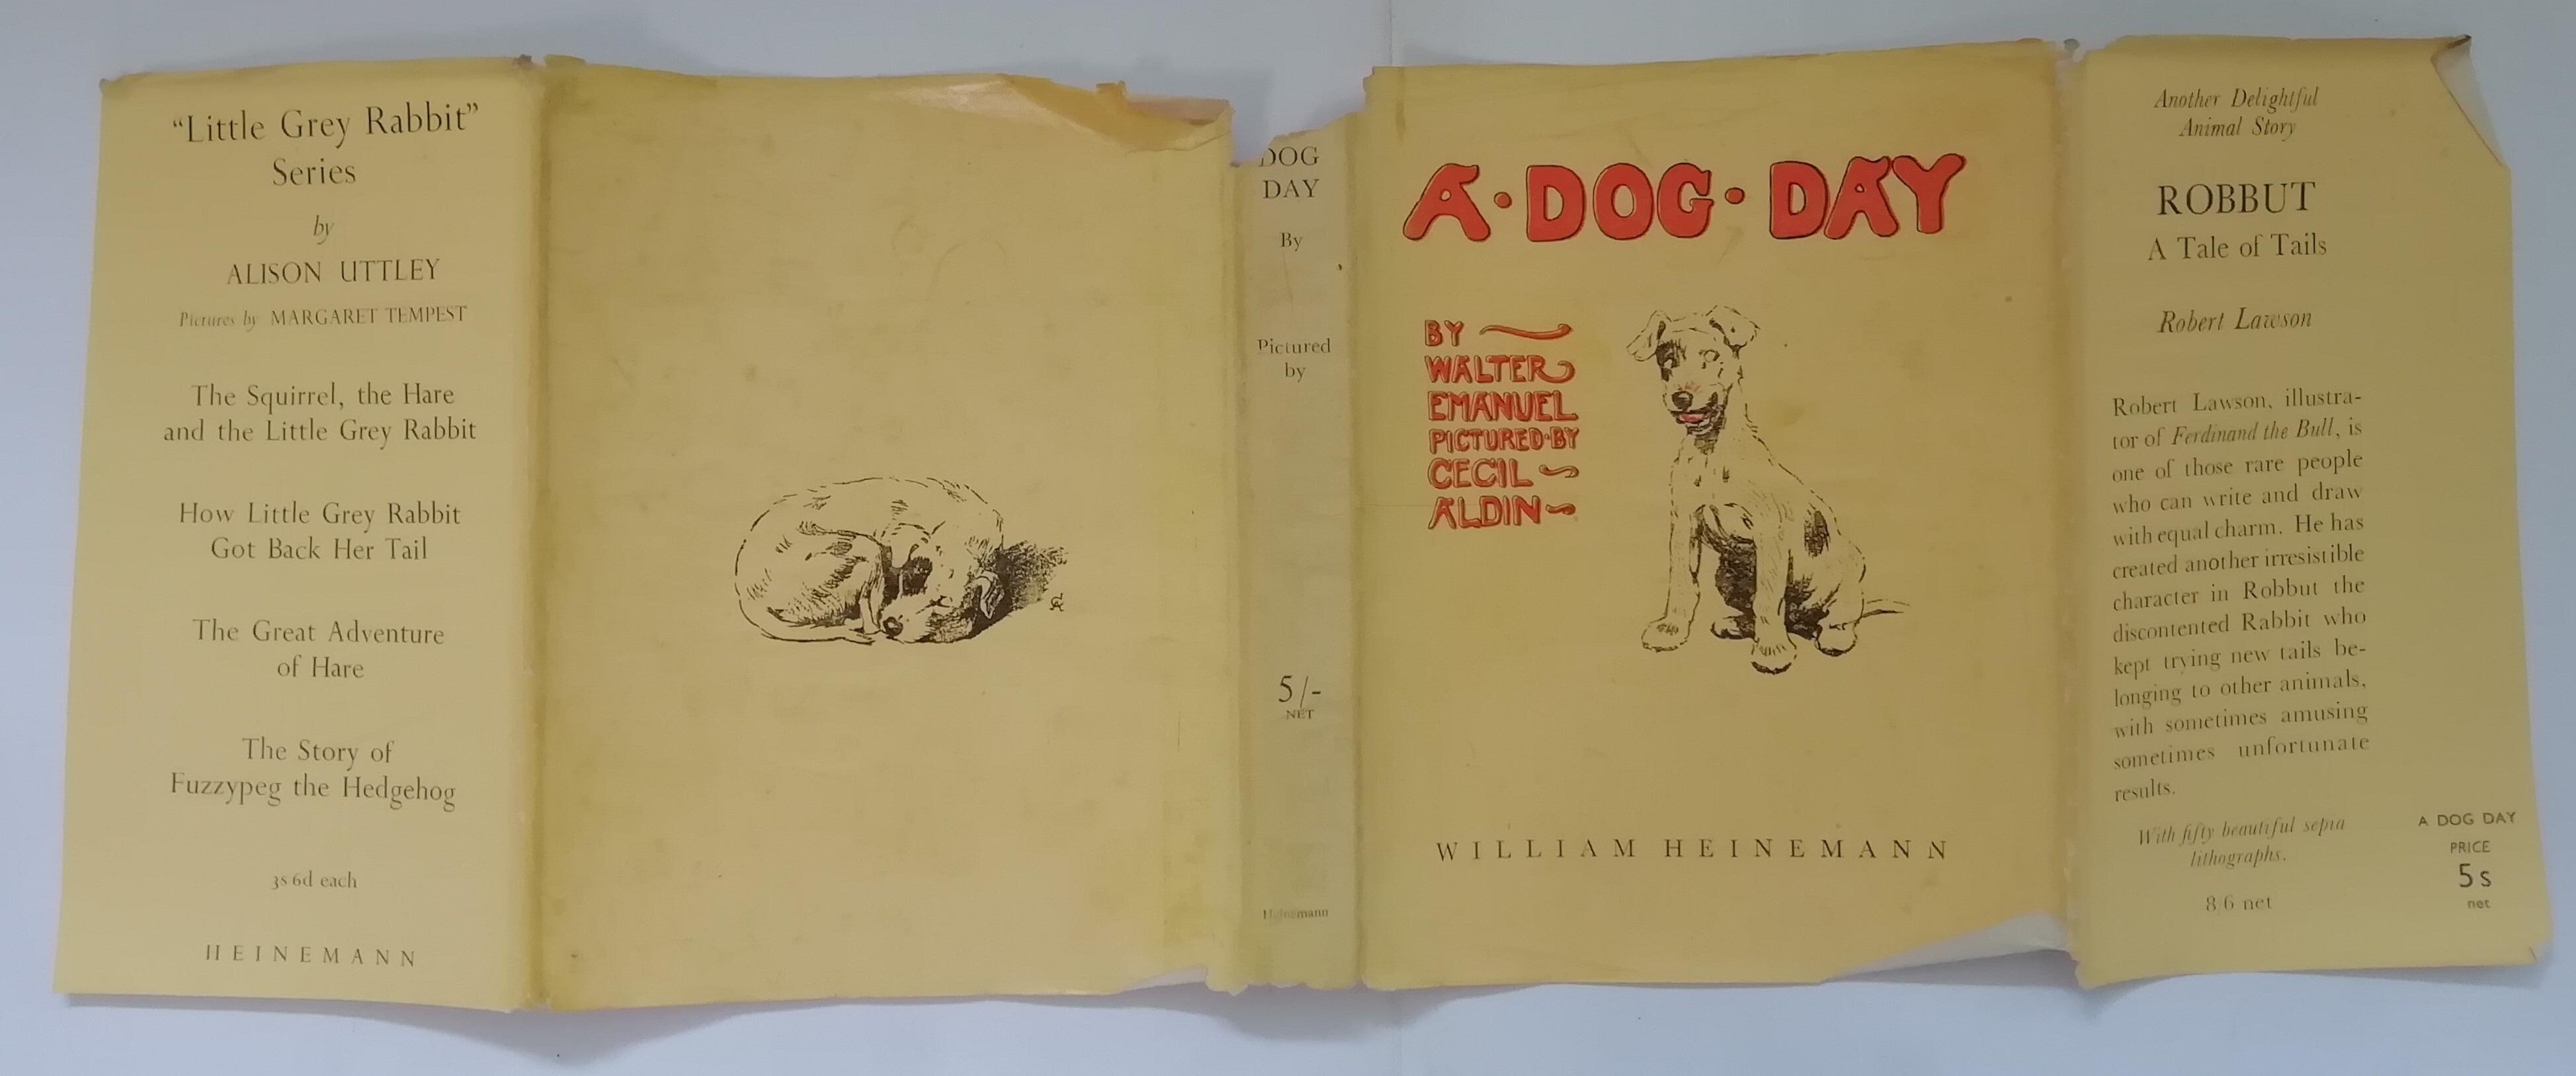 “Little Grey Rabbit”
Series
by
ALISON UTTLEY
Pictures by MARGARET TEMPEST
The Squirrel, the Hare
and the Little Grey Rabbit
How Little Grey Rabbit
Got Back Her Tail
The Great Adventure
of Hare
The Story of
Fuzzypeg the Hedgehog
3s 6d each
HEINEMANN
CA
DOG
DAY
By
Pictured
by
5/-
NET
Heinemann
A·DOG·DAY
BY
WALTER
EMANUEL
PICTURED·BY
CECIL
ALDIN
WILLIAM HEINEMANN
Another Delightful
Animal Story
ROBBUT
A Tale of Tails
Robert Lawson
Robert Lawson, illustra-
tor of Ferdinand the Bull, is
one of those rare people
who can write and draw
with equal charm. He has
created another irresistible
character in Robbut the
discontented Rabbit who
kept trying new tails be-
longing to other animals,
with sometimes amusing
sometimes unfortunate
results.
With fifty beautiful sepia
lithographs.
8/6 net
A DOG DAY
PRICE
5s
net